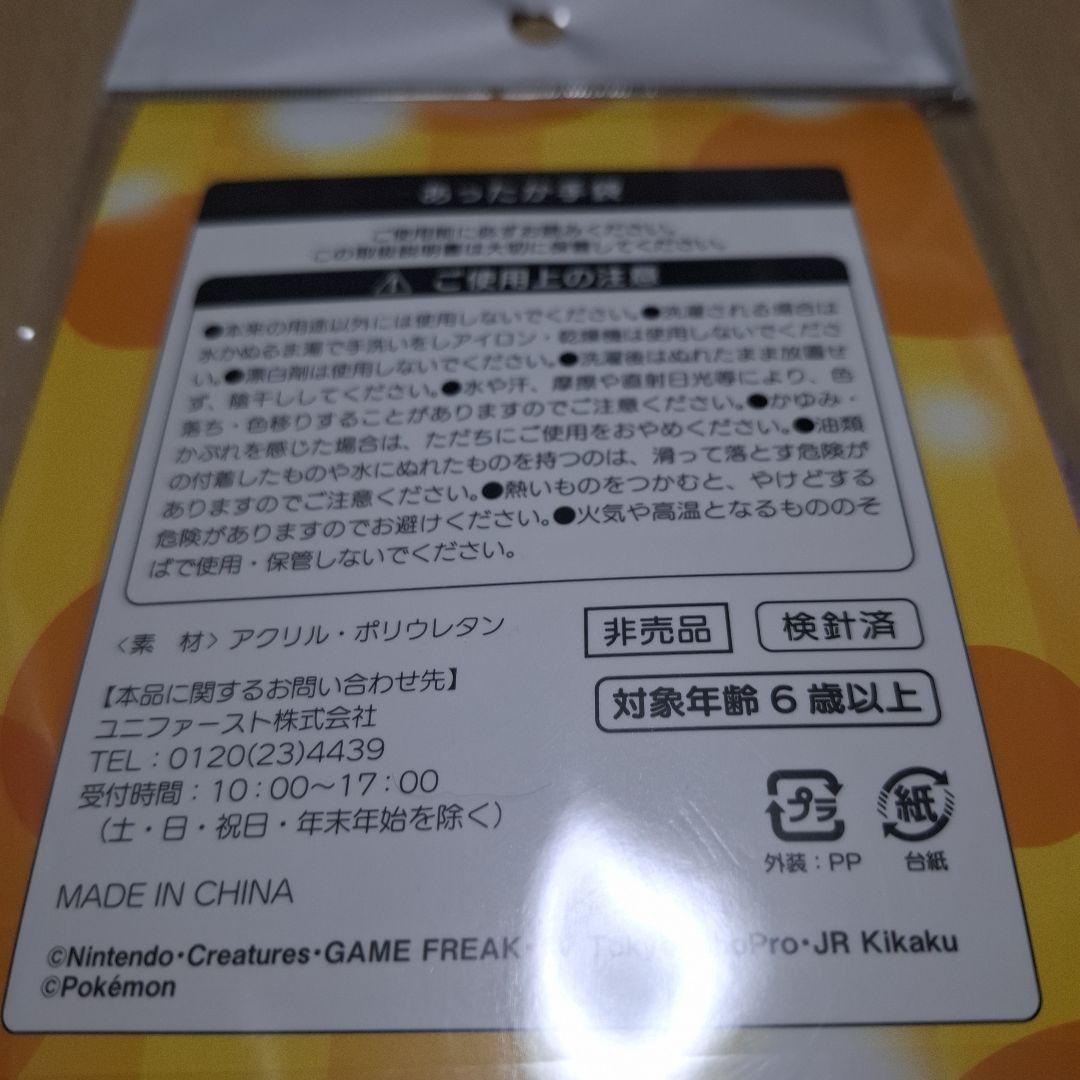 あったか手袋
ご使用前に必ずお読みください。
この取扱説明書は大切に保管してください。
ご使用上の注意
●本来の用途以外には使用しないでください。●洗濯される場合は
水かぬるま湯で手洗いをしアイロン・乾燥機は使用しないでくださ
い。●漂白剤は使用しないでください。●洗濯後はぬれたまま放置せ
ず、陰干ししてください。●水や汗、摩擦や直射日光等により、色
落ち・色移りすることがありますのでご注意ください。●かゆみ・
かぶれを感じた場合は、ただちにご使用をおやめください。●油類
の付着したものや水にぬれたものを持つのは、滑って落とす危険が
ありますのでご注意ください。●熱いものをつかむと、やけどする
危険がありますのでお避けください。●火気や高温となるもののそ
ばで使用・保管しないでください。
〈素 材〉アクリル・ポリウレタン
非売品
検針済
【本品に関するお問い合わせ先】
ユニファースト株式会社
対象年齢6歳以上
TEL:0120(23)4439
受付時間:10:00〜17:00
(土・日・祝日・年末年始を除く)
プラ
紙
外装:PP
台紙
MADE IN CHINA
©Nintendo・Creatures・GAME FREAK・ JR Kikaku
©Pokémon